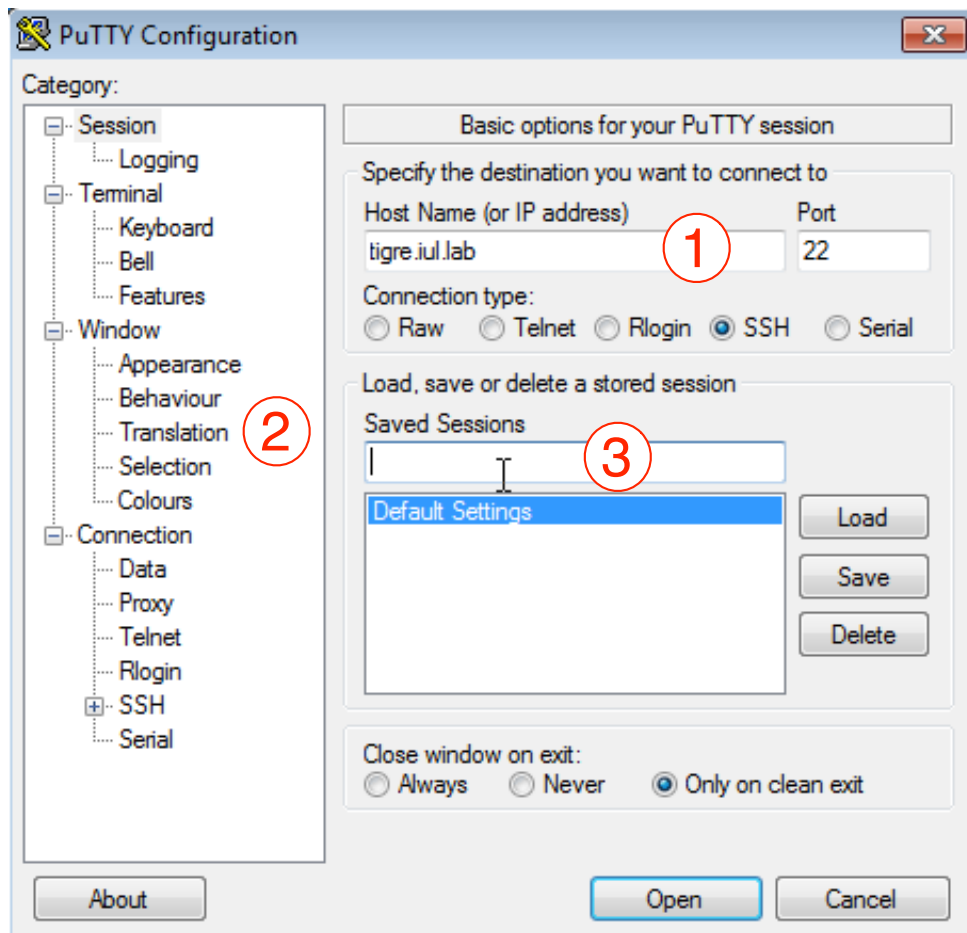 PuTTY Configuration
Category:
Session
Logging
Terminal
Keyboard
Bell
Features
Window
Appearance
Behaviour
Translation
2
Selection
Colours
Connection
Data
Proxy
Telnet
Rlogin
SSH
Serial
Basic options for your PuTTY session
Specify the destination you want to connect to
Host Name (or IP address) Port
tigre.iul.lab 1 22
Connection type:
Raw Telnet Rlogin SSH Serial
Load, save or delete a stored session
Saved Sessions
3
Default Settings
Load
Save
Delete
Close window on exit:
Always Never Only on clean exit
About Open Cancel